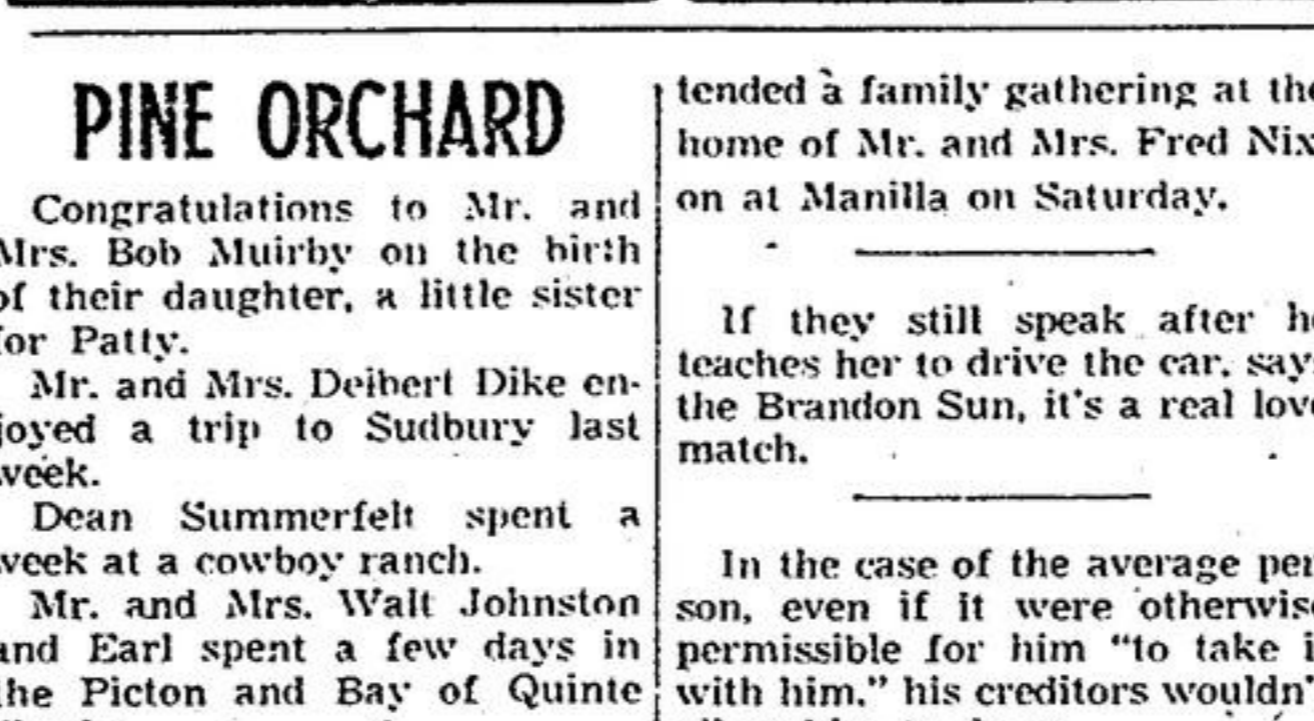 PINE ORCHARD
Congratulations to Mr. and
Mrs. Bob Muirby on the birth
of their daughter, a little sister
for Patty.
Mr. and Mrs. Delbert Dike en-
joyed a trip to Sudbury last
week.
Dean Summerfelt spent a
week at a cowboy ranch.
Mr. and Mrs. Walt Johnston
and Earl spent a few days in
the Picton and Bay of Quinte
tended a family gathering at the
home of Mr. and Mrs. Fred Nix
on at Manilla on Saturday.
If they still speak after he
teaches her to drive the car, says
the Brandon Sun, it's a real love
match.
In the case of the average per
son, even if it were otherwise
permissible for him "to take i
with him," his creditors wouldn'